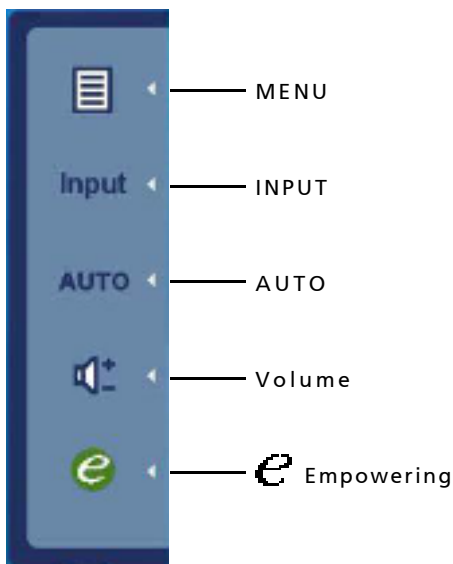 MENU
Input INPUT
AUTO AUTO
Volume
e e Empowering